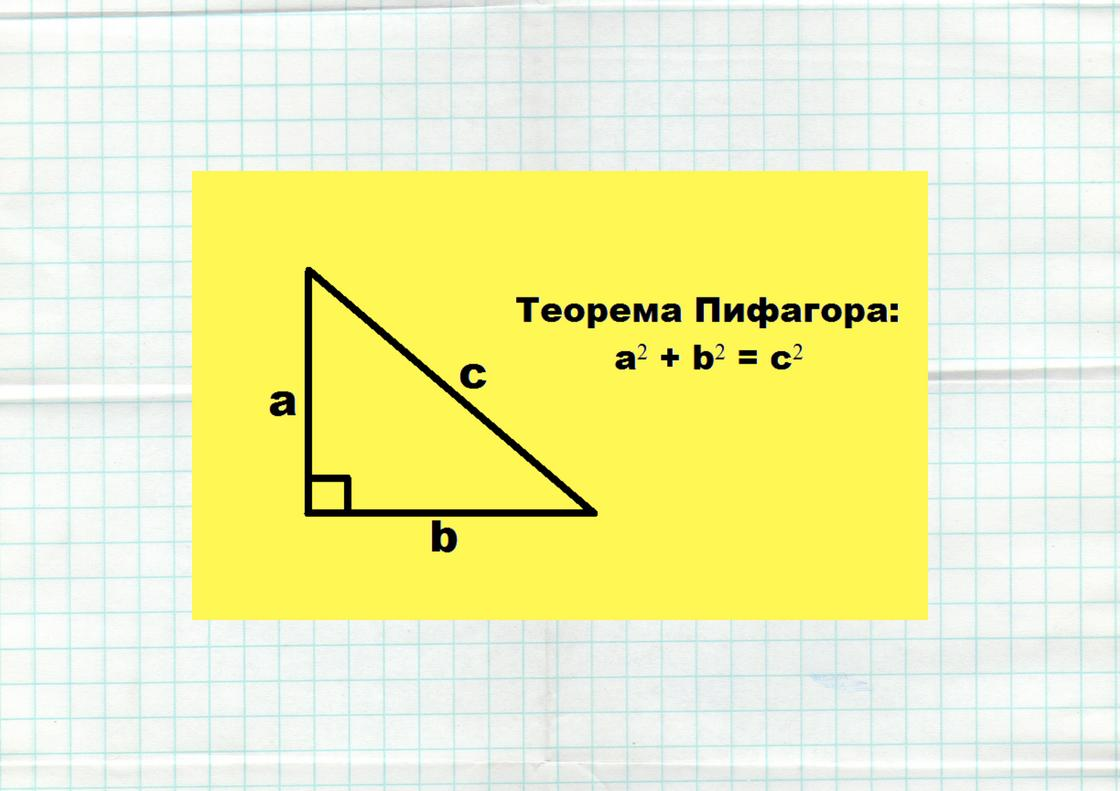 Теорема Пифагора:
a² + b² = c²
a
c
b